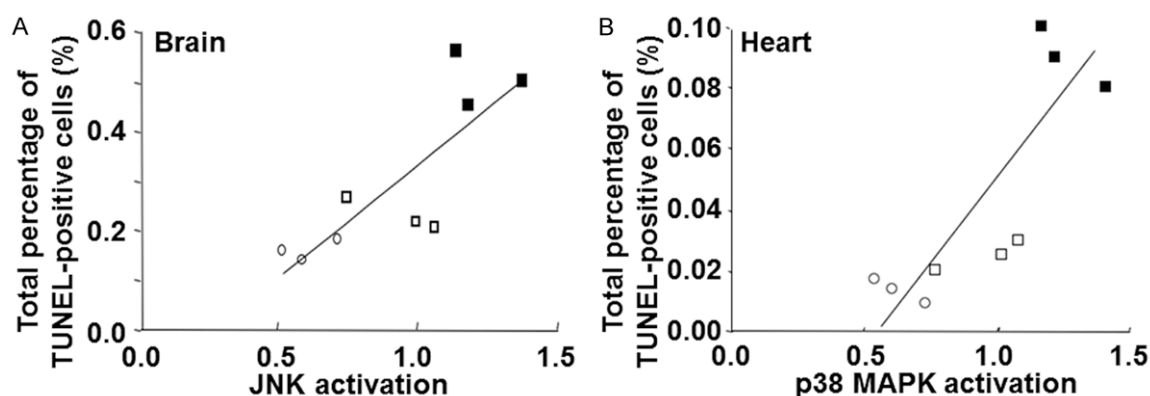 A
Brain
Total percentage of
TUNEL-positive cells (%)
0.6
0.4
0.2
0.0
0.0 0.5 1.0 1.5
JNK activation
B
Heart
Total percentage of
TUNEL-positive cells (%)
0.10
0.08
0.06
0.04
0.02
0.00
0.0 0.5 1.0 1.5
p38 MAPK activation